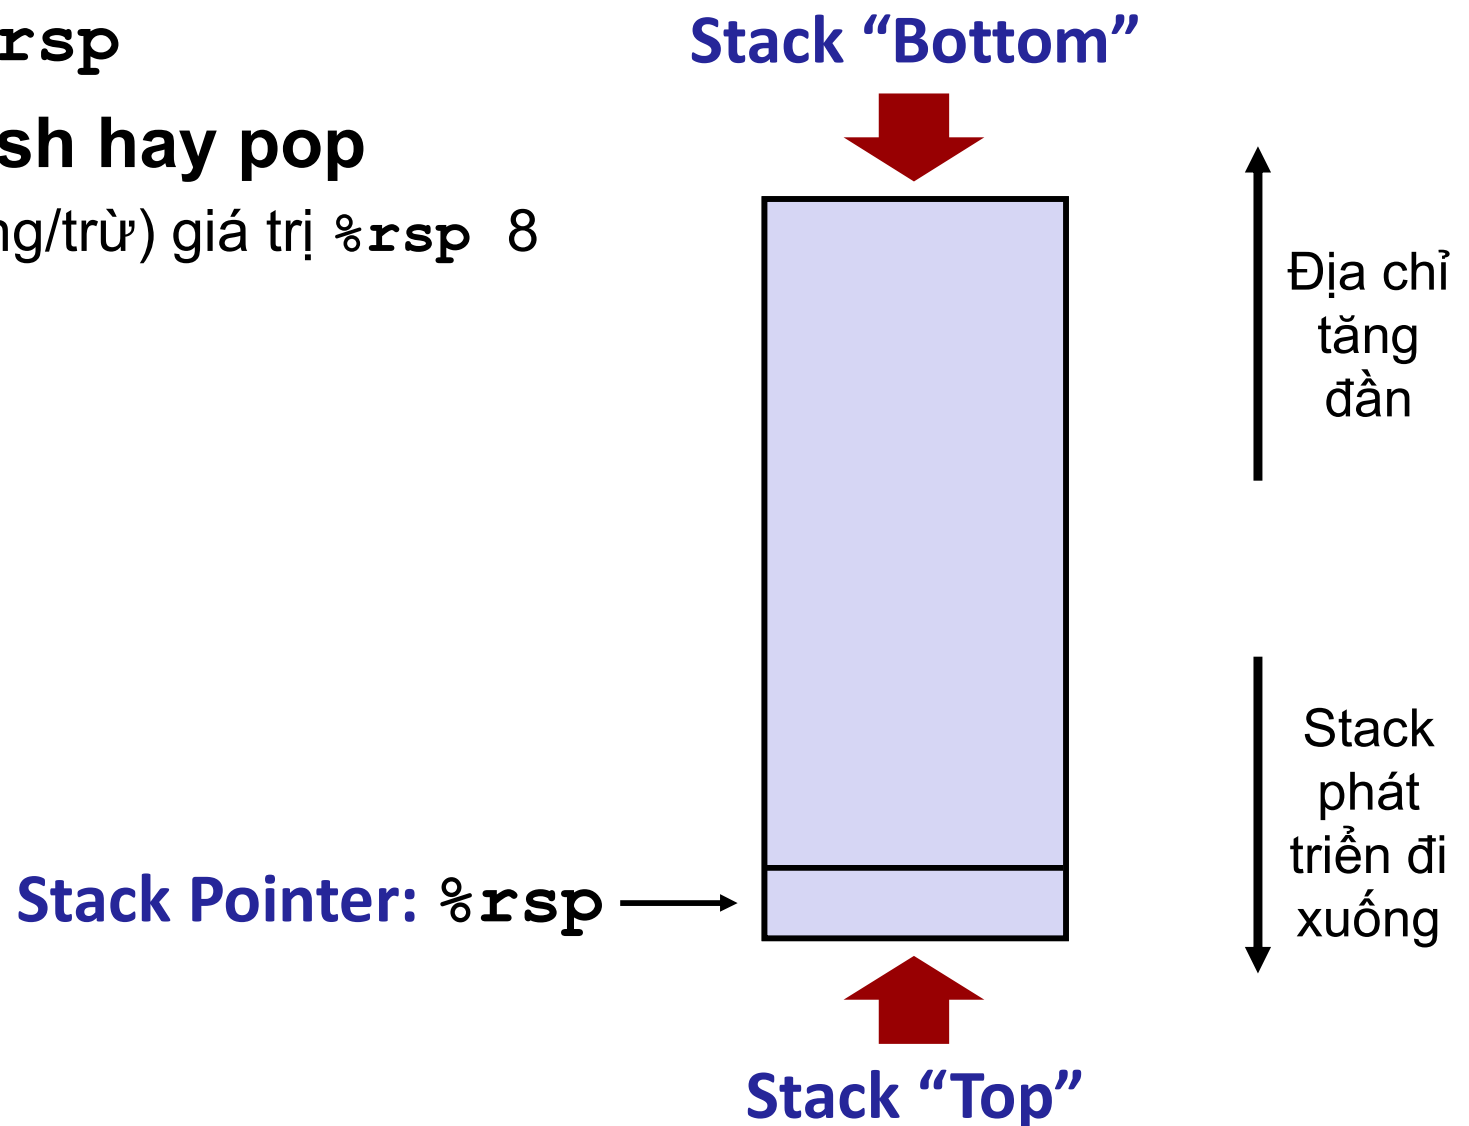 rsp
sh hay pop
ng/trừ) giá trị %rsp 8
Stack “Bottom”
Địa chỉ
tăng
đần
Stack
phát
triển đi
xuống
Stack Pointer: %rsp
Stack “Top”